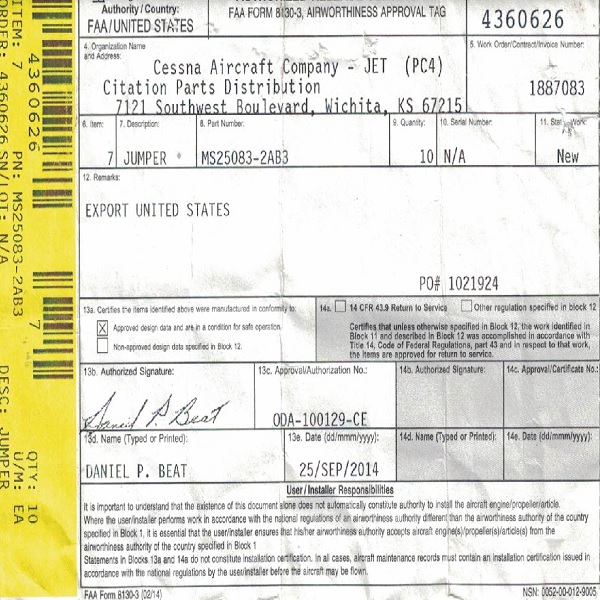 Authority / Country:
FAA/UNITED STATES
FAA FORM 8130-3, AIRWORTHINESS APPROVAL TAG
4360626
4. Organization Name
and Address:
Cessna Aircraft Company - JET (PC4)
Citation Parts Distribution
7121 Southwest Boulevard, Wichita, KS 67215
5. Work Order/Contract/Invoice Number:
1887083
6. Item: 7. Description: 8. Part Number: 9. Quantity: 10. Serial Number:
7 JUMPER MS25083-2AB3 10 N/A New
12. Remarks:
EXPORT UNITED STATES
PO# 1021924
13a. Certifies the items identified above were manufactured in conformity to:
X Approved design data and are in a condition for safe operation.
Non-approved design data specified in Block 12.
14a. 14 CFR 43.9 Return to Service Other regulation specified in block 12
Certifies that unless otherwise specified in Block 12, the work identified in
Block 11 and described in Block 12 was accomplished in accordance with
Title 14, Code of Federal Regulations, part 43 and in respect to that work,
the items are approved for return to service.
13b. Authorized Signature: 13c. Approval/Authorization No.: 14b. Authorized Signature: 14c. Approval/Certificate No.:
Daniel P. Beat
ODA-100129-CE
13d. Name (Typed or Printed): 13e. Date (dd/mmm/yyyy): 14d. Name (Typed or Printed): 14e. Date (dd/mmm/yyyy):
DANIEL P. BEAT 25/SEP/2014
User/Installer Responsibilities
It is important to understand that the existence of this document alone does not automatically constitute authority to install the aircraft engine/propeller/article.
Where the user/installer performs work in accordance with the national regulations of an airworthiness authority different than the airworthiness authority of the country
specified in Block 1, it is essential that the user/installer ensures that his/her airworthiness authority accepts aircraft engine(s)/propeller(s)/article(s) from the
airworthiness authority of the country specified in Block 1
Statements in Blocks 13a and 14a do not constitute installation certification. In all cases, aircraft maintenance records must contain an installation certification issued in
accordance with the national regulations by the user/installer before the aircraft may be flown.
FAA Form 8130-3 (02/14) NSN: 0052-00-012-9005
4360626 7
ITEM: 7 PN: MS25083-2AB3 QTY: 10
U/M: EA
ORDER: 4360626 SN/LOT: N/A DESC: JUMPER